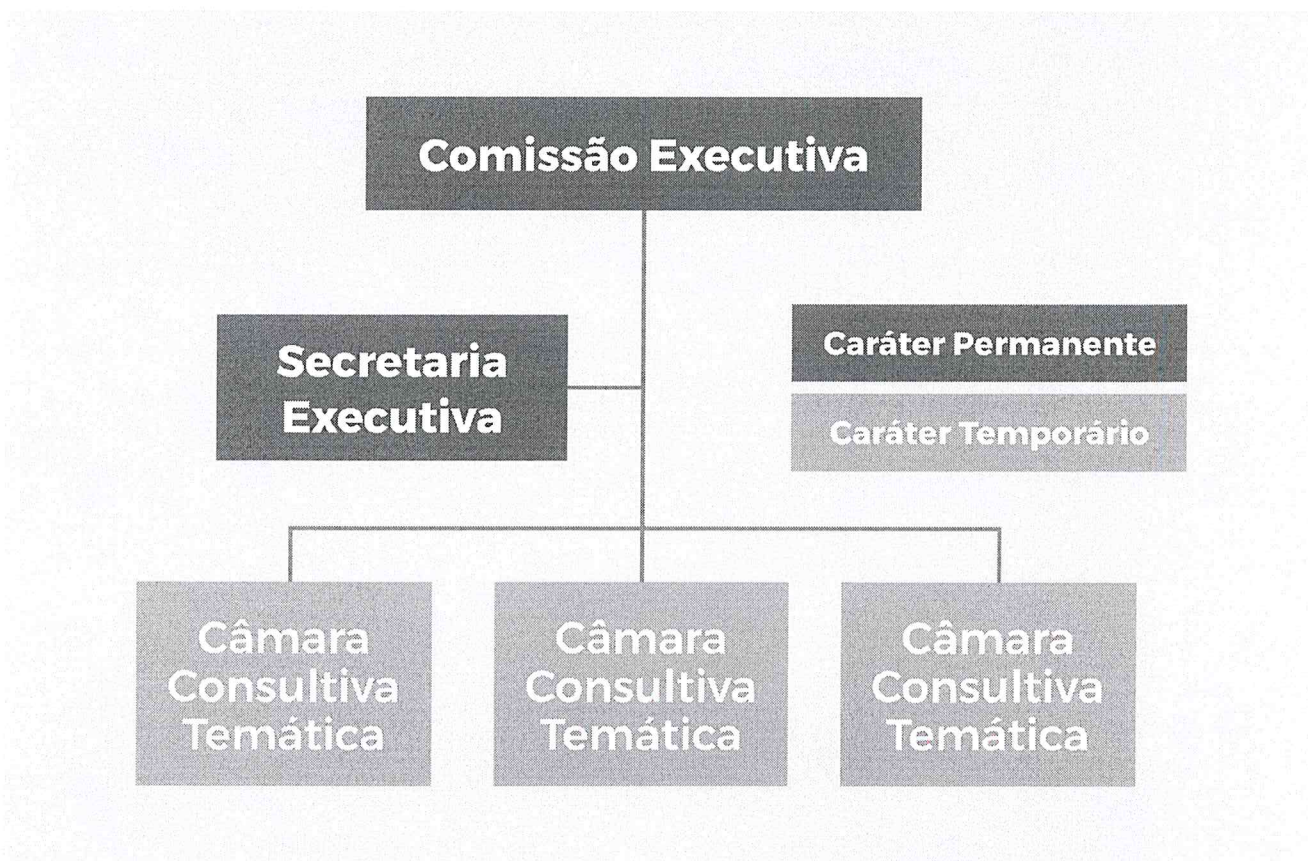 Comissão Executiva
Secretaria
Executiva
Caráter Permanente
Caráter Temporário
Câmara
Consultiva
Temática
Câmara
Consultiva
Temática
Câmara
Consultiva
Temática